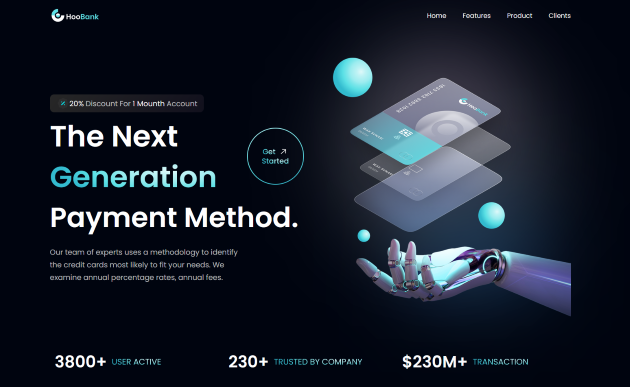 HooBank
Home Features Product Clients
20% Discount For 1 Mounth Account
The Next
Generation
Payment Method.
Get
Started
Our team of experts uses a methodology to identify
the credit cards most likely to fit your needs. We
examine annual percentage rates, annual fees.
HooBank
3800+ USER ACTIVE
230+ TRUSTED BY COMPANY
$230M+ TRANSACTION